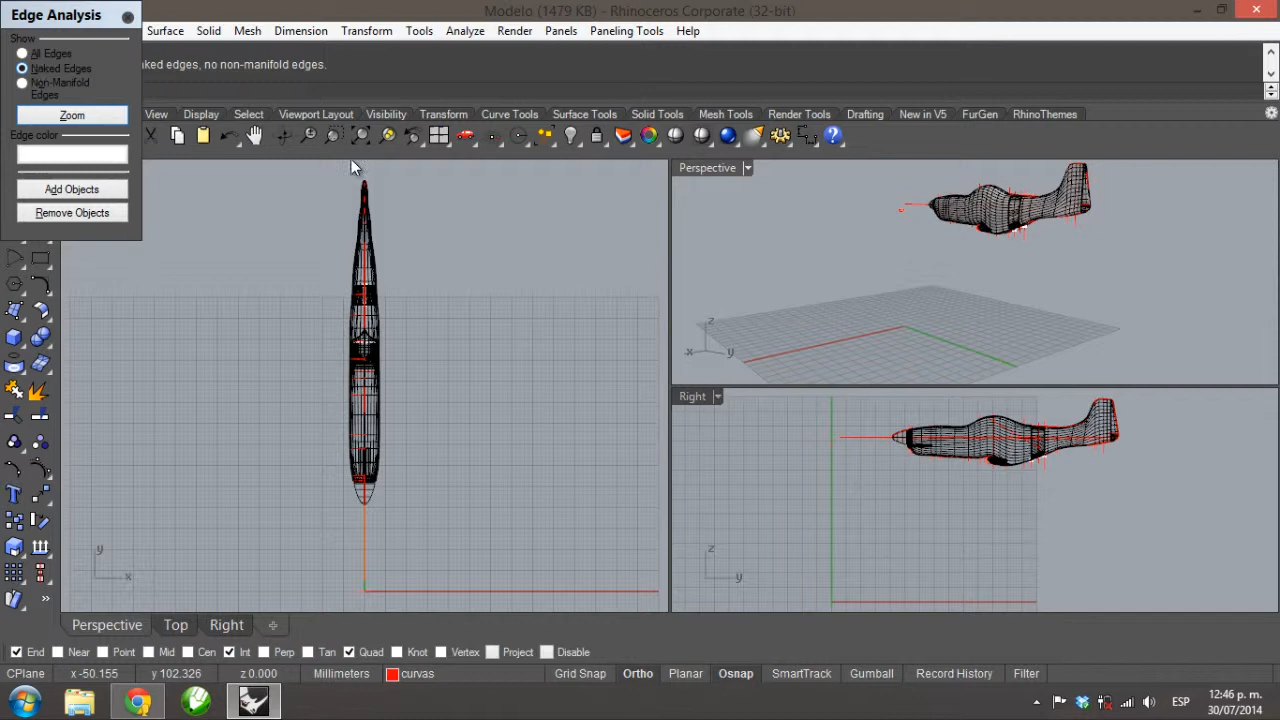 Modelo (1479 KB) - Rhinoceros Corporate (32-bit)
Edge Analysis
Surface Solid Mesh Dimension Transform Tools Analyze Render Panels Paneling Tools Help
Show
All Edges
Naked Edges
aked edges, no non-manifold edges.
Non-Manifold
Edges
Zoom
View Display Select Viewport Layout Visibility Transform Curve Tools Surface Tools Solid Tools Mesh Tools Render Tools Drafting New in V5 FurGen RhinoThemes
Edge color
Add Objects
Remove Objects
Perspective
z
x y
Right
y
x
z
y
Perspective Top Right
End Near Point Mid Cen Int Perp Tan Quad Knot Vertex Project Disable
CPlane x -50.155 y 102.326 z 0.000 Millimeters curvas Grid Snap Ortho Planar Osnap SmartTrack Gumball Record History Filter
ESP
12:46 p. m.
30/07/2014